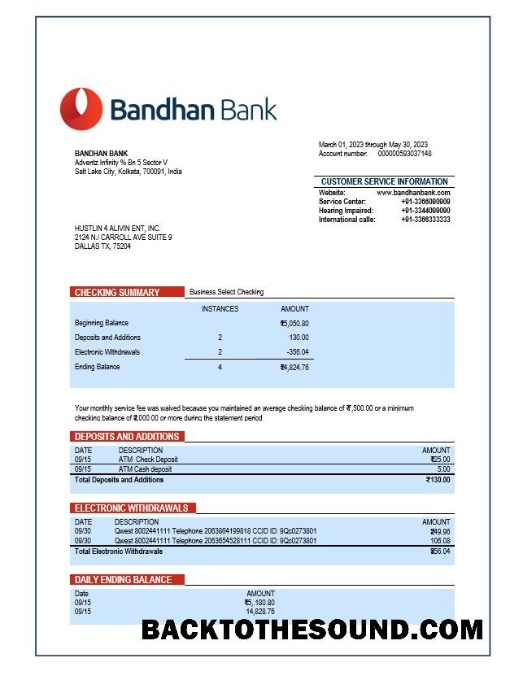 Bandhan Bank
March 01, 2023 through May 30, 2023
Account number: 000000593037148
BANDHAN BANK
Adventz Infinity % Bn 5 Sector V
Salt Lake City, Kolkata, 700091, India
CUSTOMER SERVICE INFORMATION
Website: www.bandhanbank.com
Service Center: +91-3366090909
Hearing Impaired: +91-3344099090
International calls: +91-3366333333
HUSTLIN 4 ALIVIN ENT, INC.
2124 N./ CARROLL AVE SUITE 9
DALLAS TX, 75204
CHECKING SUMMARY Business Select Checking
INSTANCES AMOUNT
Beginning Balance ₹5,050.80
Deposits and Additions 2 130.00
Electronic Withdrawals 2 -356.04
Ending Balance 4 ₹4,824.76
Your monthly service fee was waived because you maintained an average checking balance of ₹7,500.00 or a minimum
checking balance of ₹2,000.00 or more during the statement period
DEPOSITS AND ADDITIONS
DATE DESCRIPTION AMOUNT
09/15 ATM Check Deposit ₹25.00
09/15 ATM Cash deposit 5.00
Total Deposits and Additions ₹130.00
ELECTRONIC WITHDRAWALS
DATE DESCRIPTION AMOUNT
09/30 Qwest 8002441111 Telephone 2063864199818 CCID ID: 9Qc0273801 249.96
09/30 Qwest 8002441111 Telephone 2063654528111 CCID ID: 9Qc0273801 106.08
Total Electronic Withdrawals
DAILY ENDING BALANCE
Date AMOUNT
09/15 ₹5, 180.80
09/15 14,828.76
BACKTOTHESOUND.COM